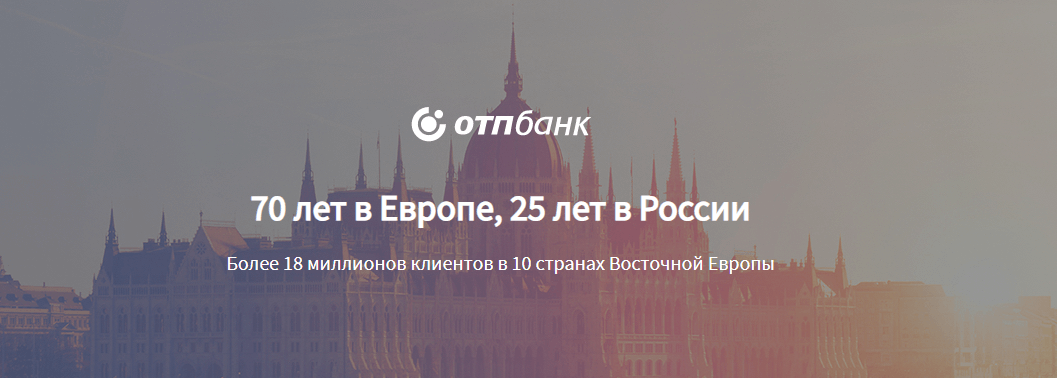 отпбанк
70 лет в Европе, 25 лет в России
Более 18 миллионов клиентов в 10 странах Восточной Европы